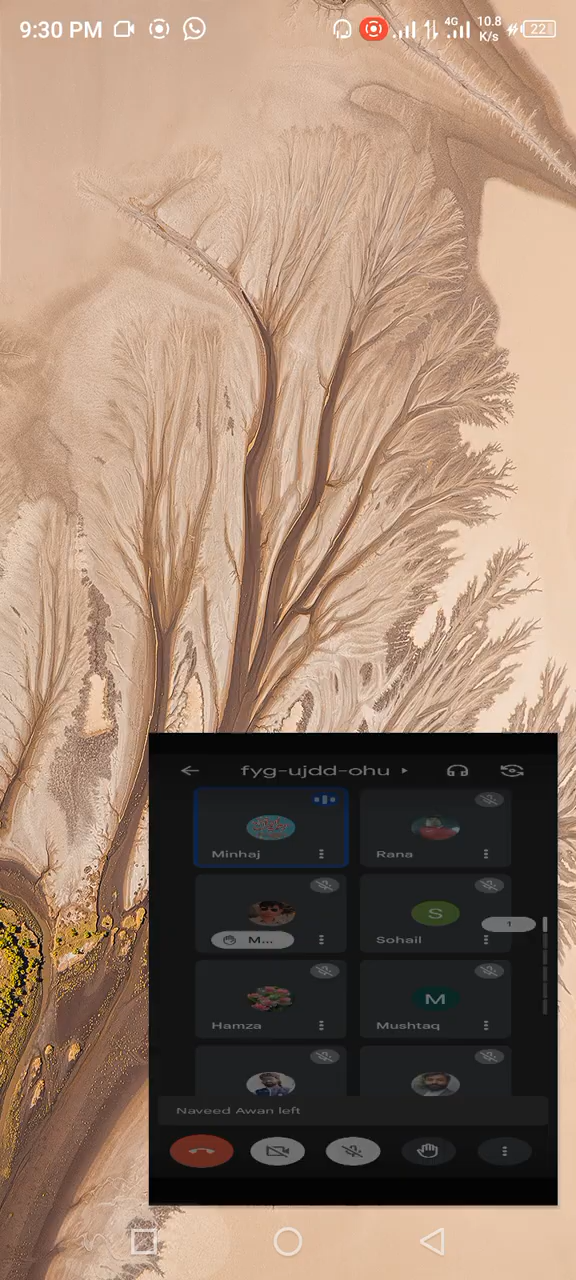 9:30 PM 4G 10.8 K/s 22
fyg-ujdd-ohu
Minhaj
Rana
M...
Sohail
S
1
Hamza
Mushtaq
M
Naveed Awan left